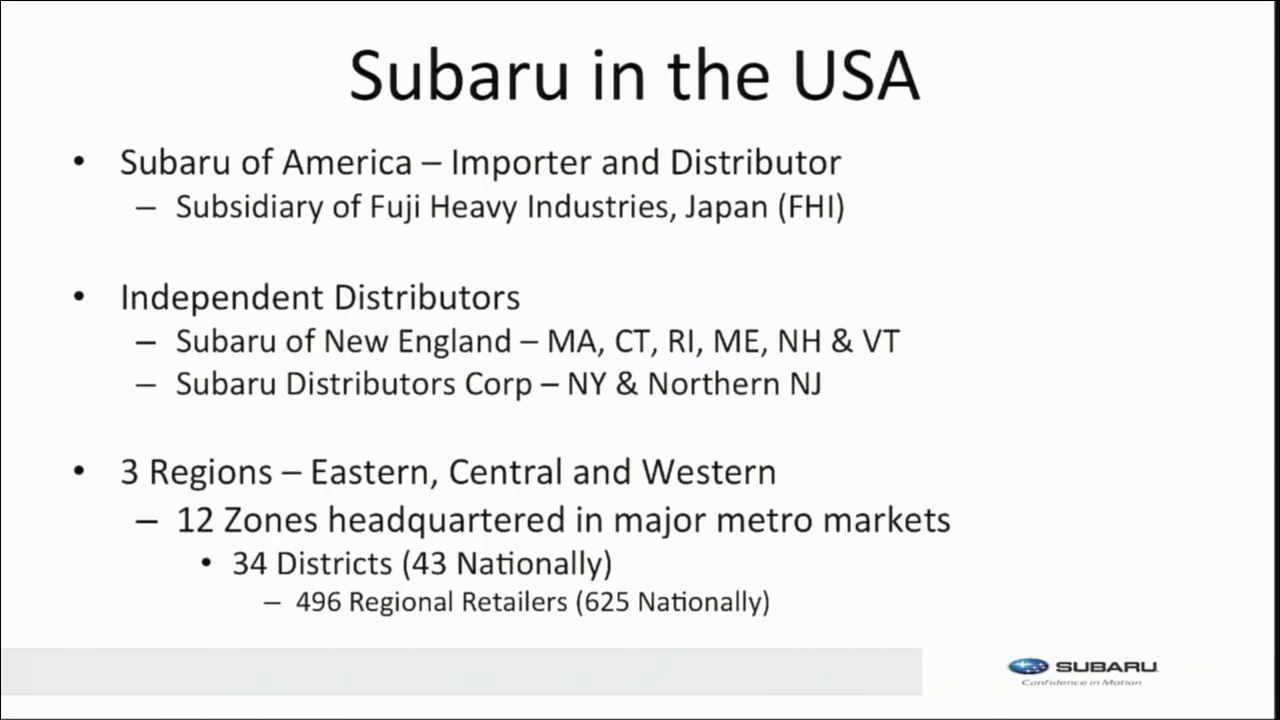 Subaru in the USA
• Subaru of America – Importer and Distributor
– Subsidiary of Fuji Heavy Industries, Japan (FHI)
• Independent Distributors
– Subaru of New England – MA, CT, RI, ME, NH & VT
– Subaru Distributors Corp – NY & Northern NJ
• 3 Regions – Eastern, Central and Western
– 12 Zones headquartered in major metro markets
• 34 Districts (43 Nationally)
– 496 Regional Retailers (625 Nationally)
SUBARU
Confidence in Motion